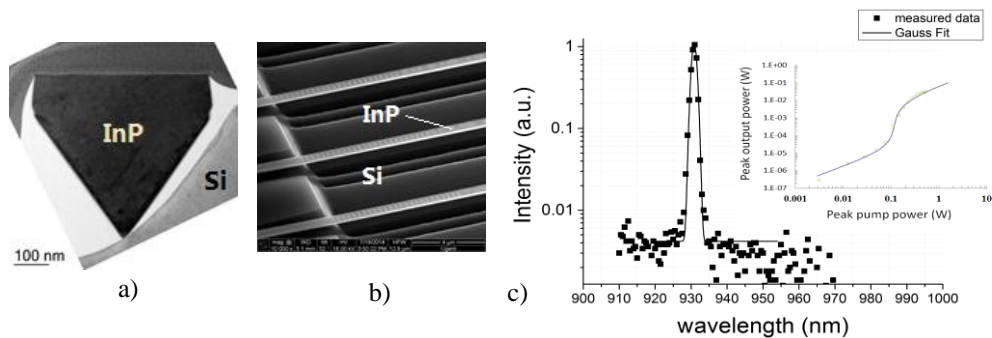 a)
InP
Si
100 nm
b)
InP
Si
c)
measured data
Gauss Fit
Intensity (a.u.)
1
0.1
0.01
900 910 920 930 940 950 960 970 980 990 1000
wavelength (nm)
Peak output power (W)
1.E+00
1.E-01
1.E-02
1.E-03
1.E-04
1.E-05
1.E-06
1.E-07
0.001 0.01 0.1 1 10
Peak pump power (W)